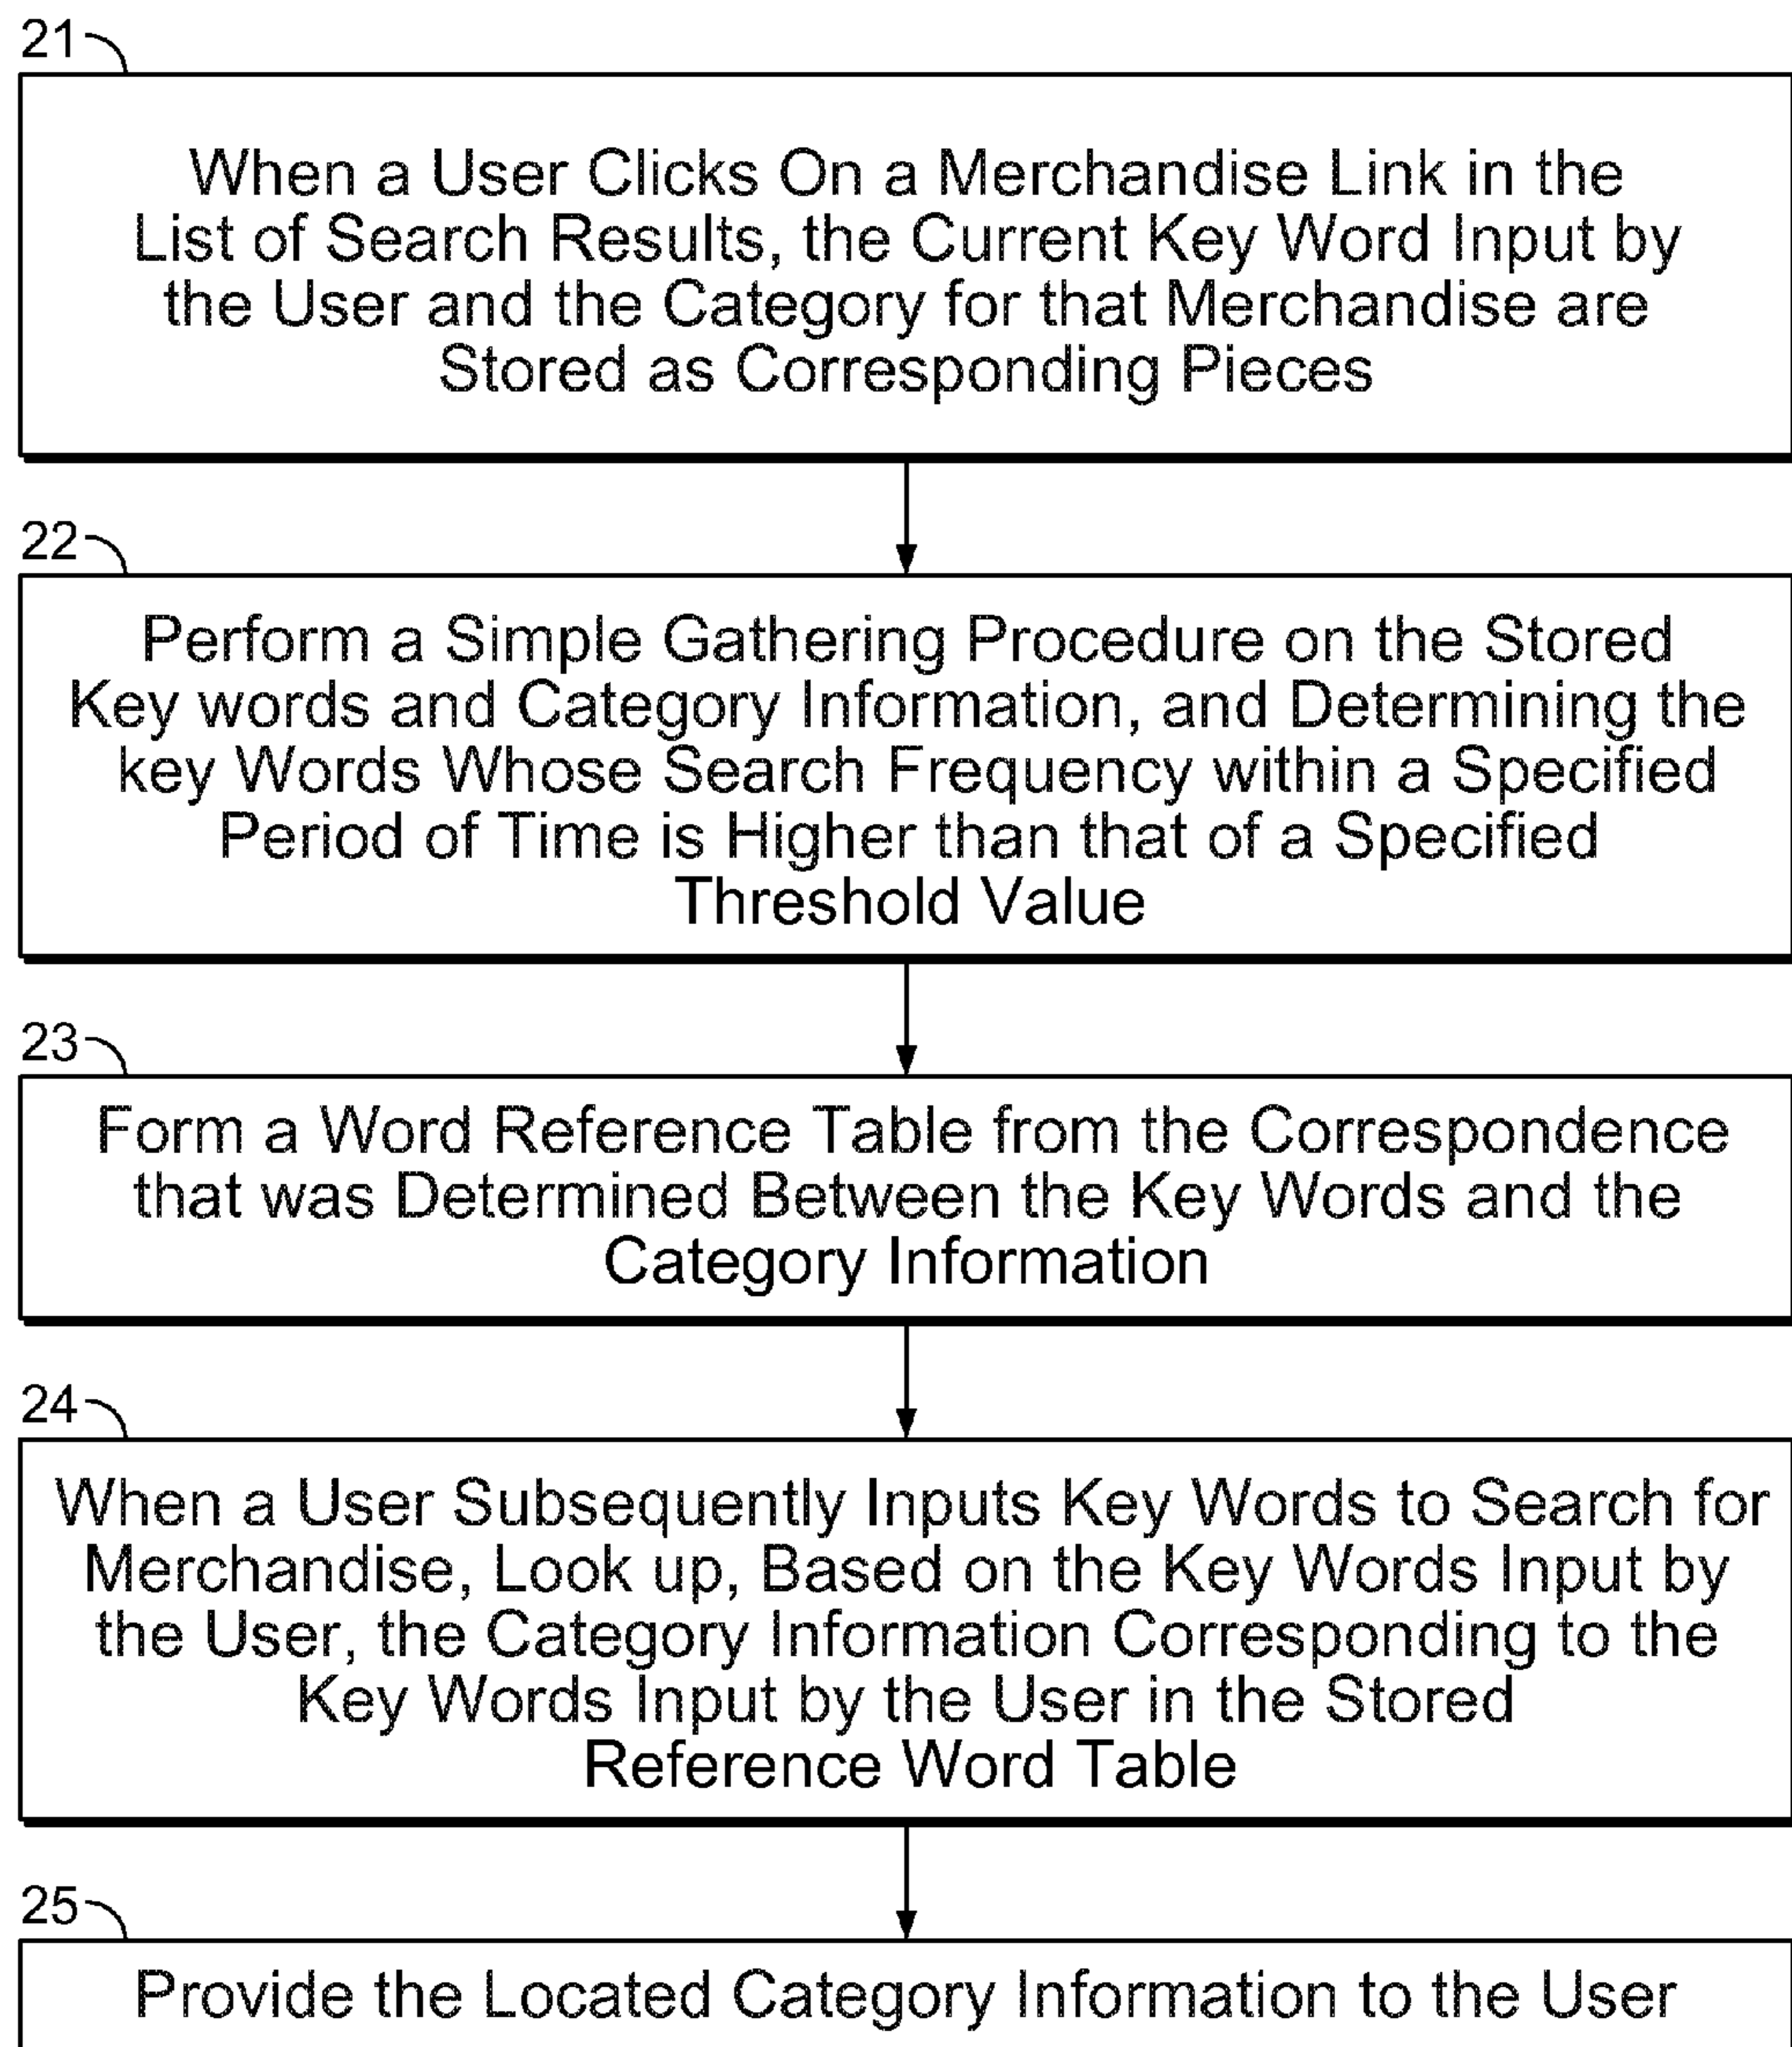 21
When a User Clicks On a Merchandise Link in the
List of Search Results, the Current Key Word Input by
the User and the Category for that Merchandise are
Stored as Corresponding Pieces
22
Perform a Simple Gathering Procedure on the Stored
Key words and Category Information, and Determining the
key Words Whose Search Frequency within a Specified
Period of Time is Higher than that of a Specified
Threshold Value
23
Form a Word Reference Table from the Correspondence
that was Determined Between the Key Words and the
Category Information
24
When a User Subsequently Inputs Key Words to Search for
Merchandise, Look up, Based on the Key Words Input by
the User, the Category Information Corresponding to the
Key Words Input by the User in the Stored
Reference Word Table
25
Provide the Located Category Information to the User